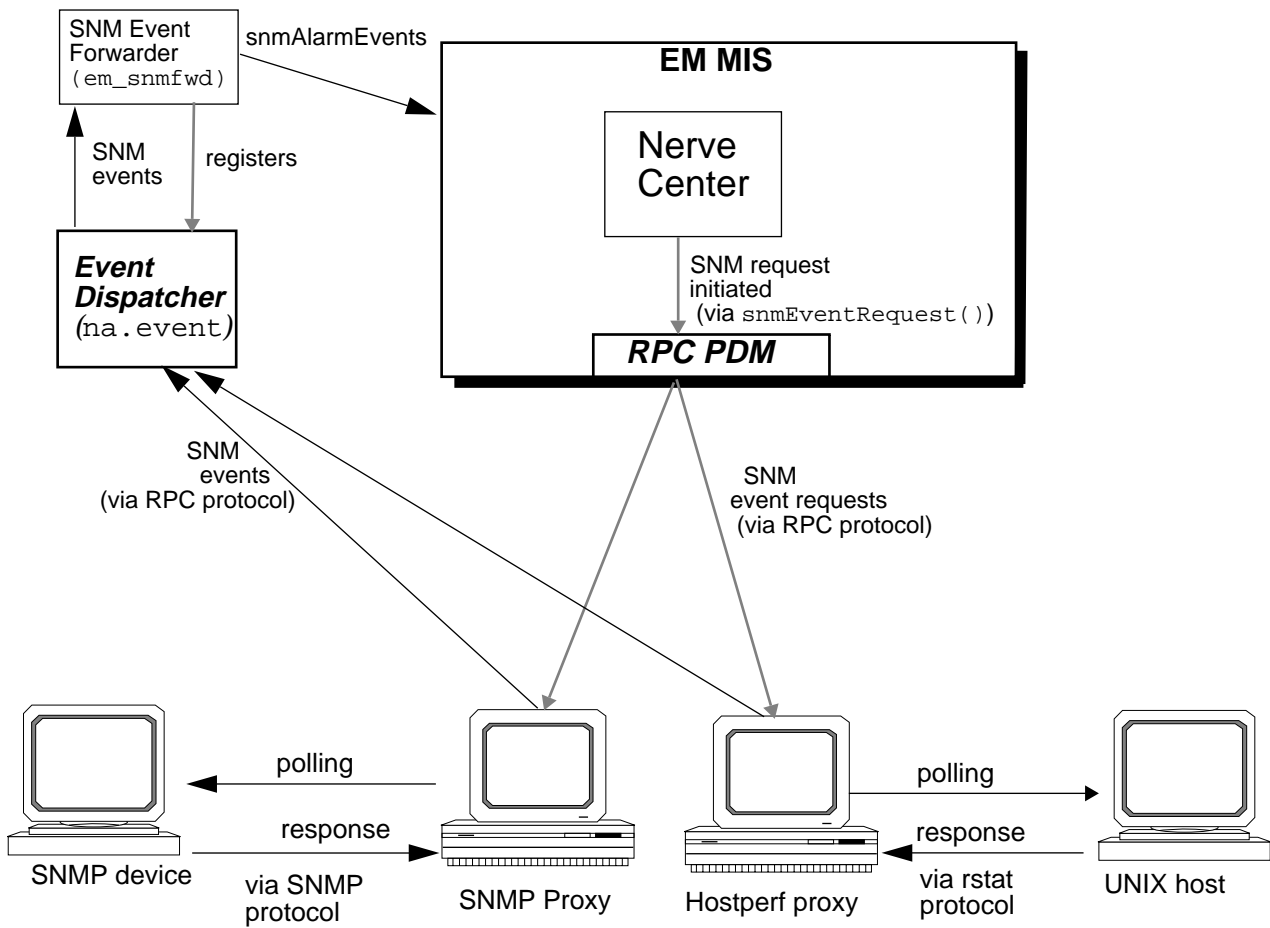 SNM Event
Forwarder
(em_snmfwd)
snmAlarmEvents
EM MIS
Nerve
Center
SNM
events
registers
Event
Dispatcher
(na.event)
SNM request
initiated
(via snmEventRequest())
RPC PDM
SNM
events
(via RPC protocol)
SNM
event requests
(via RPC protocol)
polling
response
via SNMP
protocol
SNMP device
SNMP Proxy
Hostperf proxy
polling
response
via rstat
protocol
UNIX host